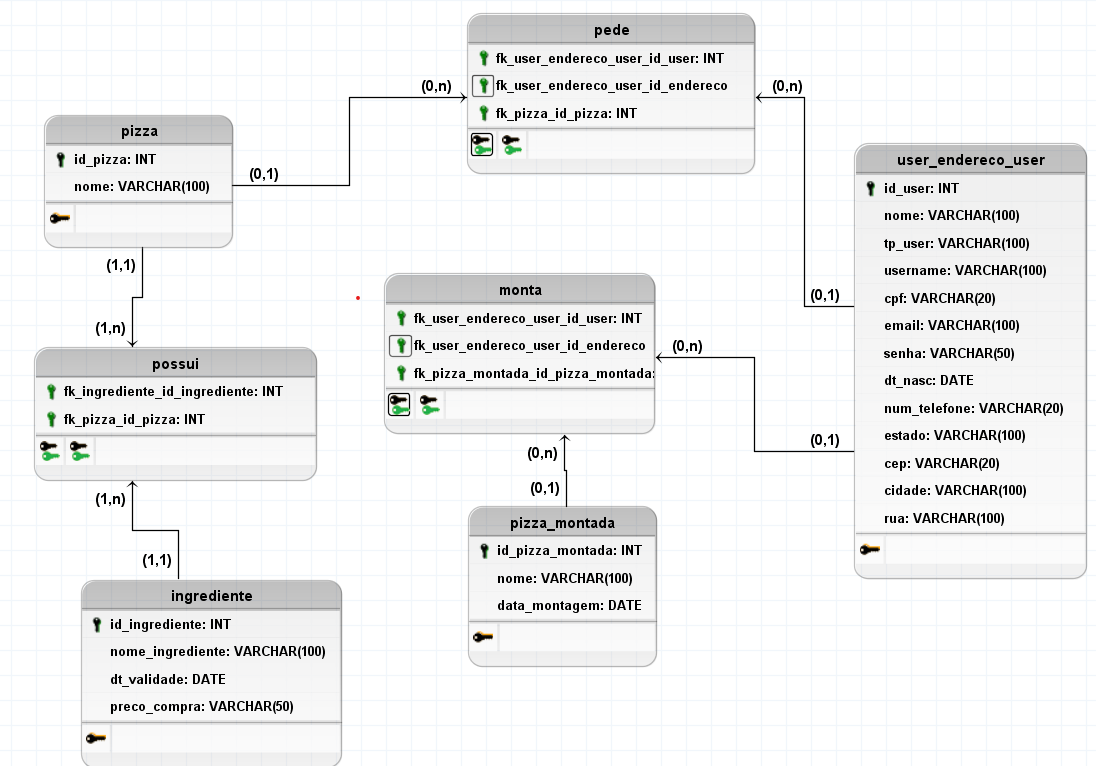 pede
fk_user_endereco_user_id_user: INT
fk_user_endereco_user_id_endereco
fk_pizza_id_pizza: INT
(0,n)
(0,n)
pizza
id_pizza: INT
nome: VARCHAR(100)
(0,1)
(1,1)
(1,n)
user_endereco_user
id_user: INT
nome: VARCHAR(100)
tp_user: VARCHAR(100)
username: VARCHAR(100)
cpf: VARCHAR(20)
email: VARCHAR(100)
senha: VARCHAR(50)
dt_nasc: DATE
num_telefone: VARCHAR(20)
estado: VARCHAR(100)
cep: VARCHAR(20)
cidade: VARCHAR(100)
rua: VARCHAR(100)
(0,1)
(0,1)
monta
fk_user_endereco_user_id_user: INT
fk_user_endereco_user_id_endereco
fk_pizza_montada_id_pizza_montada:
(0,n)
(0,n)
(0,1)
possui
fk_ingrediente_id_ingrediente: INT
fk_pizza_id_pizza: INT
(1,n)
(1,1)
pizza_montada
id_pizza_montada: INT
nome: VARCHAR(100)
data_montagem: DATE
ingrediente
id_ingrediente: INT
nome_ingrediente: VARCHAR(100)
dt_validade: DATE
preco_compra: VARCHAR(50)